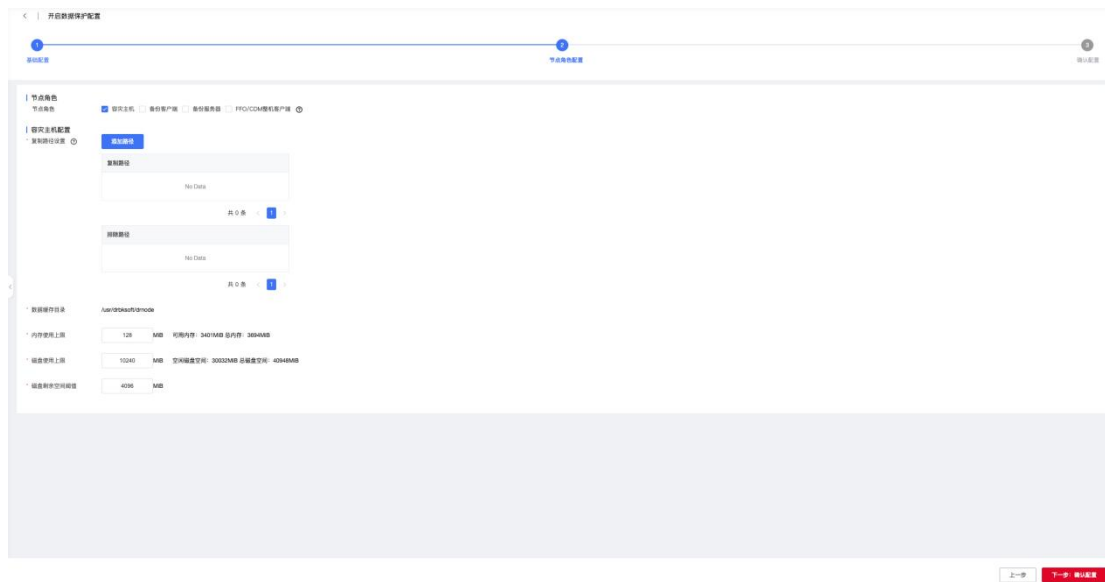 开启数据保护配置
1 2 3
基础配置 节点角色配置 确认配置
节点角色
节点角色 容灾主机 备份客户端 备份服务器 FFO/CDM整机客户端
容灾主机配置
* 复制路径设置 添加路径
复制路径
No Data
共 0 条 < 1 >
排除路径
No Data
共 0 条 < 1 >
* 数据缓存目录 /usr/drbksoft/drnode
* 内存使用上限 128 MiB 可用内存：3401MiB 总内存：3694MiB
* 磁盘使用上限 10240 MiB 空闲磁盘空间：30032MiB 总磁盘空间：40948MiB
* 磁盘剩余空间阈值 4096 MiB
上一步 下一步：确认配置